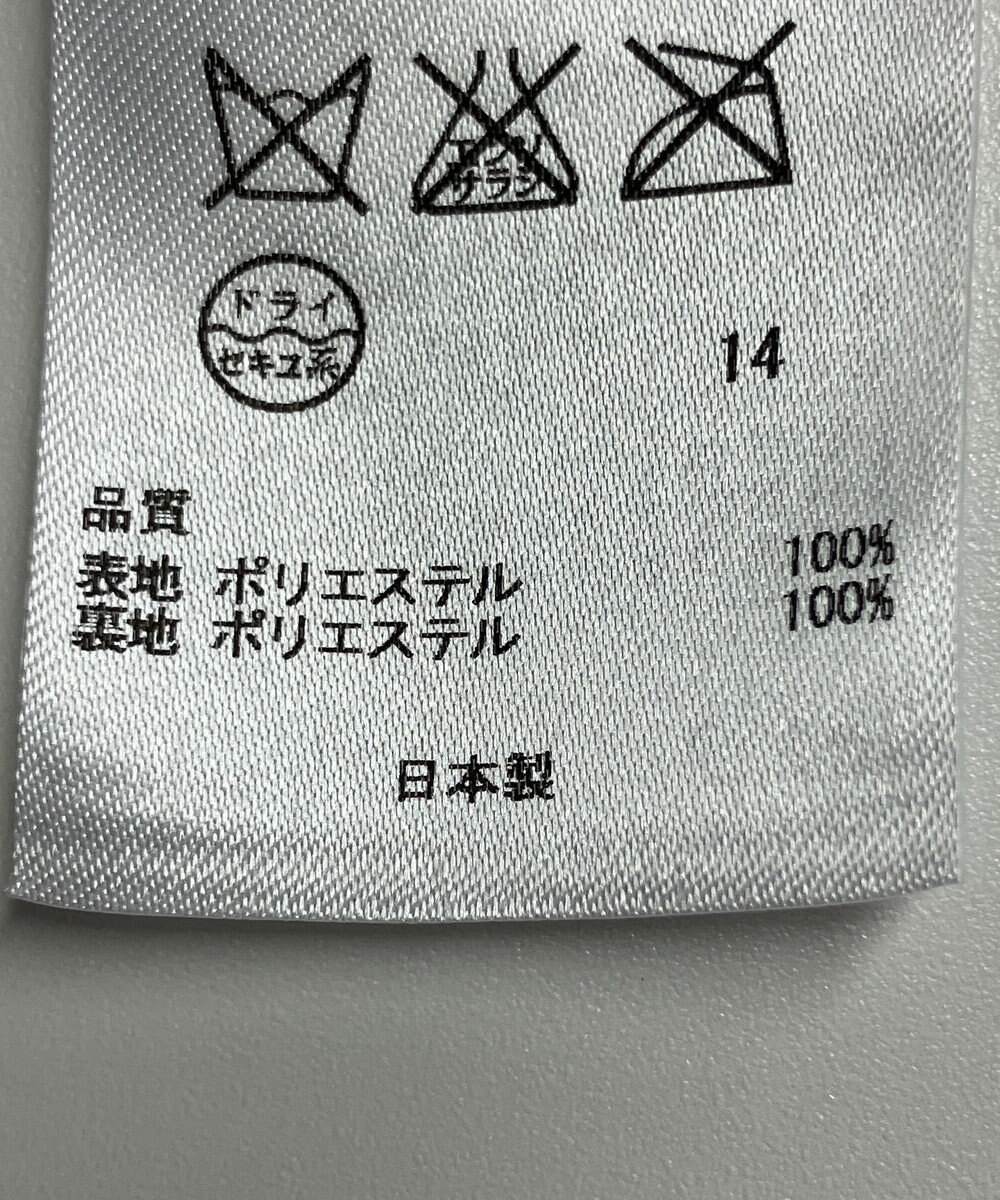 エンソ
サラシ
ドライ
セキユ系
14
品質
表地 ポリエステル 100%
裏地 ポリエステル 100%
日本製